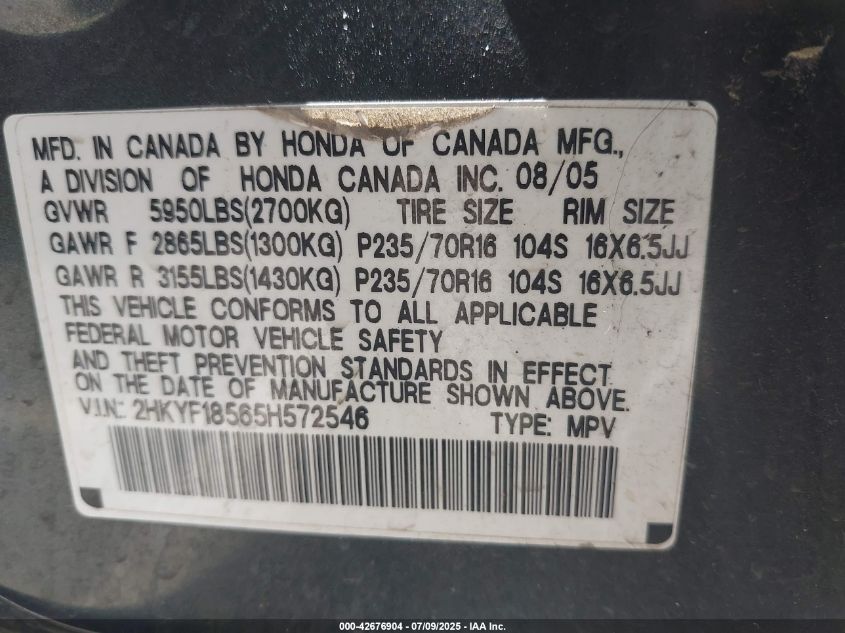 MFD. IN CANADA BY HONDA OF CANADA MFG.,
A DIVISION OF HONDA CANADA INC. 08/05
GVWR 5950LBS(2700KG) TIRE SIZE RIM SIZE
GAWR F 2865LBS(1300KG) P235/70R16 104S 16X6.5JJ
GAWR R 3155LBS(1430KG) P235/70R16 104S 16X6.5JJ
THIS VEHICLE CONFORMS TO ALL APPLICABLE
FEDERAL MOTOR VEHICLE SAFETY
AND THEFT PREVENTION STANDARDS IN EFFECT
ON THE DATE OF MANUFACTURE SHOWN ABOVE.
V.I.N.: 2HKYF18565H572546 TYPE: MPV
000-42676904 - 07/09/2025 - IAA Inc.